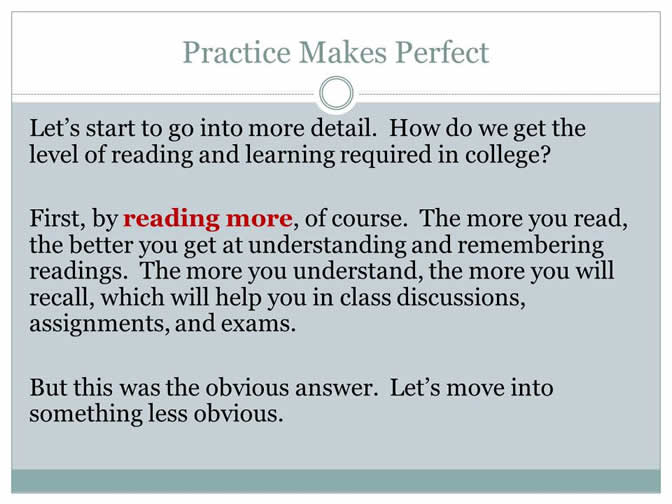 Practice Makes Perfect
Let's start to go into more detail.  How do we get the
level of reading and learning required in college?
First, by reading more, of course.  The more you read,
the better you get at understanding and remembering
readings.  The more you understand, the more you will
recall, which will help you in class discussions,
assignments, and exams.
But this was the obvious answer.  Let's move into
something less obvious.